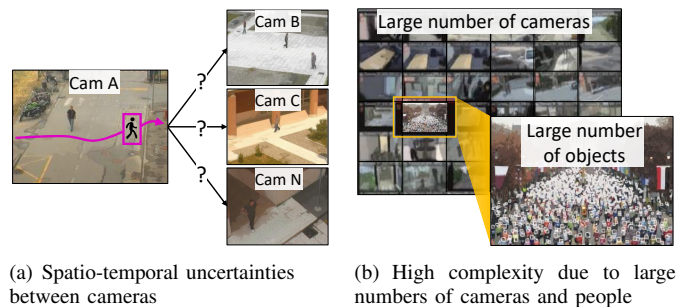 Cam A
Cam B
Cam C
Cam N
?
?
?
Large number of cameras
Large number
of objects
(a) Spatio-temporal uncertainties
between cameras
(b) High complexity due to large
numbers of cameras and people